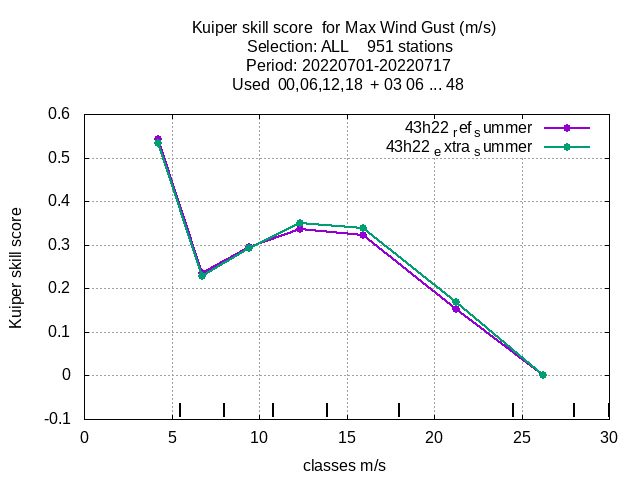 Kuiper skill score  for Max Wind Gust (m/s)
Selection: ALL    951 stations
Period: 20220701-20220717
Used  00,06,12,18  + 03 06 ... 48
0.6
0.5
0.4
0.3
0.2
0.1
0
-0.1
Kuiper skill score
43h22 refs ummer
43h22 extras ummer
0 5 10 15 20 25 30
classes m/s